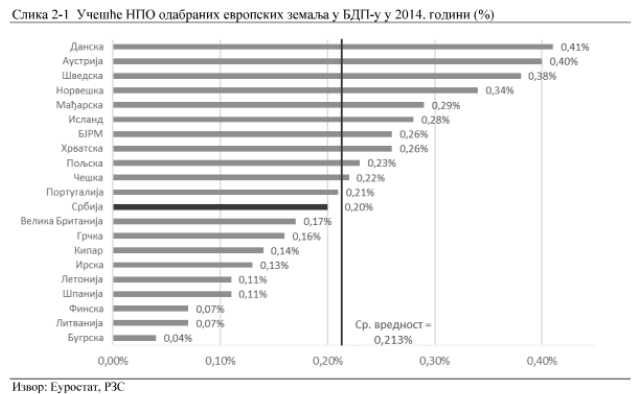 Слика 2-1 Учешће НПО одабраних европских земаља у БДП-у у 2014. години (%)
Данска 0,41%
Аустрија 0,40%
Шведска 0,38%
Норвешка 0,34%
Мађарска 0,29%
Исланд 0,28%
БЈРМ 0,26%
Хрватска 0,26%
Пољска 0,23%
Чешка 0,22%
Португалија 0,21%
Србија 0,20%
Велика Британија 0,17%
Грчка 0,16%
Кипар 0,14%
Ирска 0,13%
Летонија 0,11%
Шпанија 0,11%
Финска 0,07%
Литванија 0,07%
Бугрска 0,04%
Ср. вредност =
0,213%
0,00% 0,10% 0,20% 0,30% 0,40%
Извор: Еуростат, РЗС